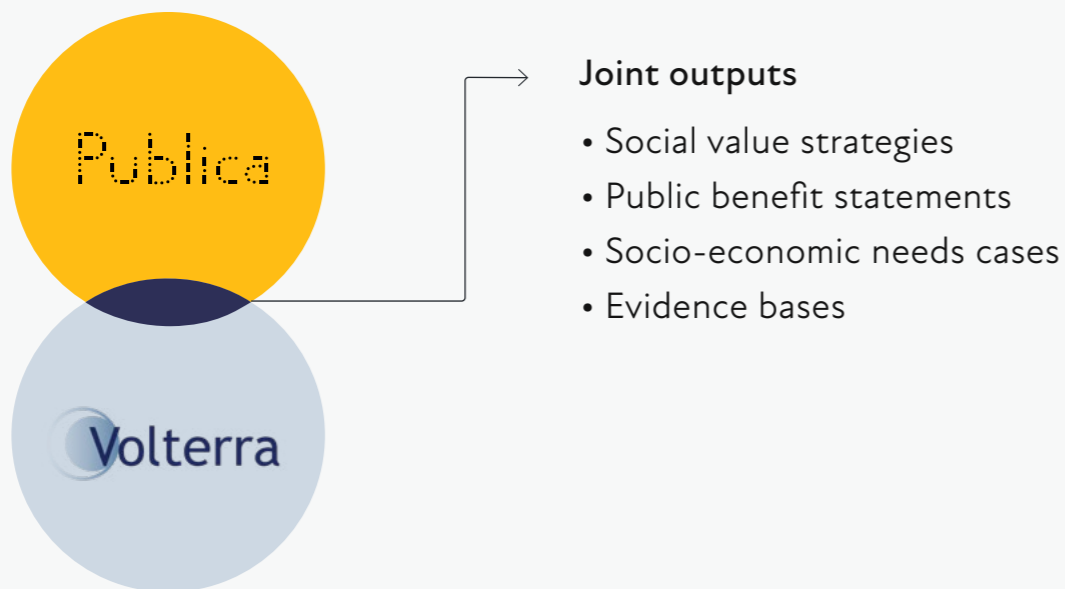 Publica
Joint outputs
• Social value strategies
• Public benefit statements
• Socio-economic needs cases
• Evidence bases
Volterra